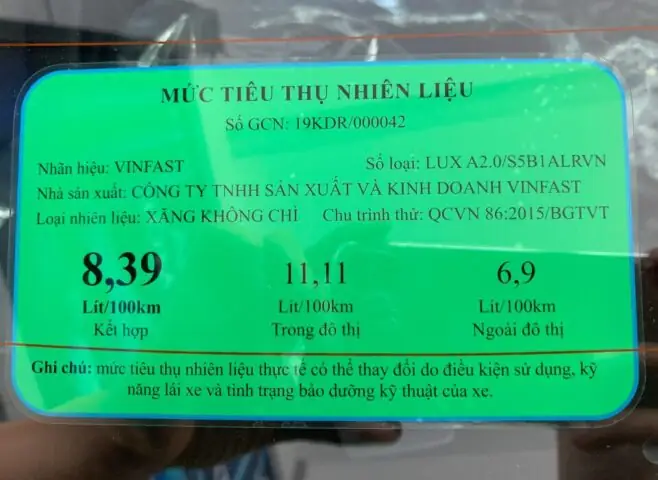 MỨC TIÊU THỤ NHIÊN LIỆU
Số GCN: 19KDR/000042
Nhãn hiệu: VINFAST Số loại: LUX A2.0/S5B1ALRVN
Nhà sản xuất: CÔNG TY TNHH SẢN XUẤT VÀ KINH DOANH VINFAST
Loại nhiên liệu: XĂNG KHÔNG CHÌ Chu trình thử: QCVN 86:2015/BGTVT
8,39 11,11 6,9
Lít/100km Lít/100km Lít/100km
Kết hợp Trong đô thị Ngoài đô thị
Ghi chú: mức tiêu thụ nhiên liệu thực tế có thể thay đổi do điều kiện sử dụng, kỹ
năng lái xe và tình trạng bảo dưỡng kỹ thuật của xe.